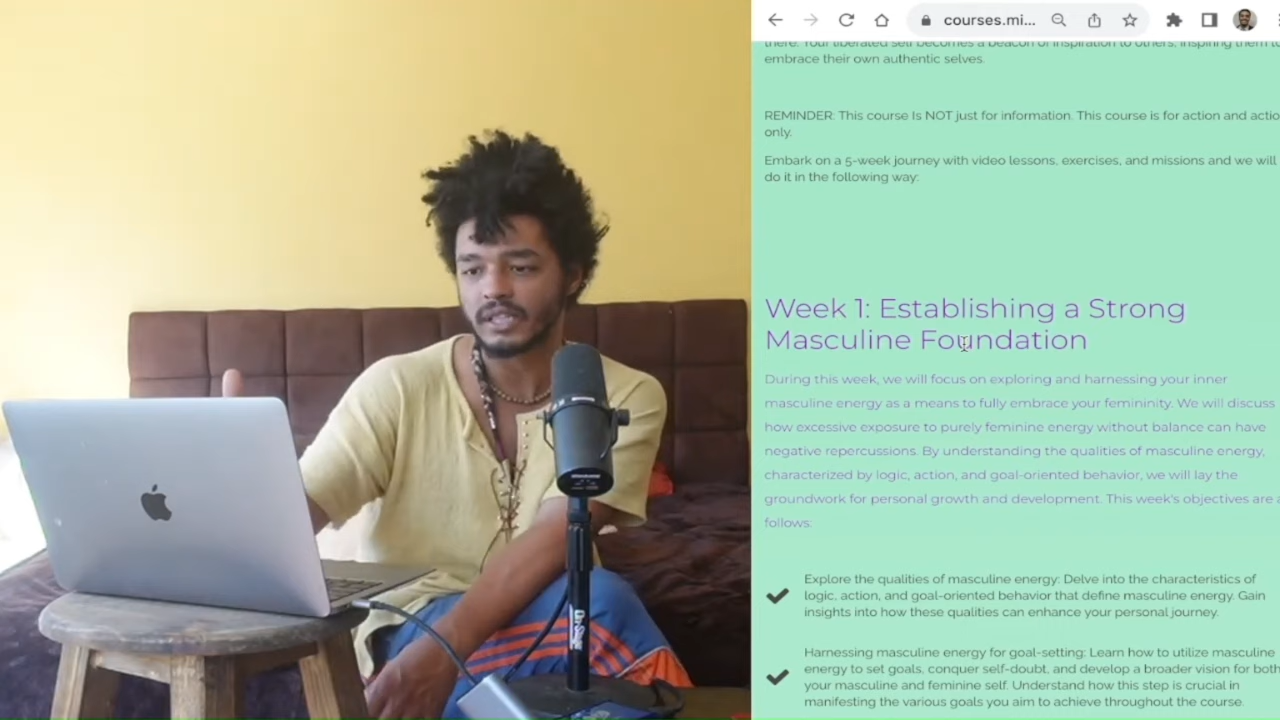 courses.mi...
there. Your liberated self becomes a beacon of inspiration to others, inspiring them to
embrace their own authentic selves.
REMINDER: This course Is NOT just for information. This course is for action and actio
only.
Embark on a 5-week journey with video lessons, exercises, and missions and we will
do it in the following way:
Week 1: Establishing a Strong
Masculine Foundation
During this week, we will focus on exploring and harnessing your inner
masculine energy as a means to fully embrace your femininity. We will discuss
how excessive exposure to purely feminine energy without balance can have
negative repercussions. By understanding the qualities of masculine energy,
characterized by logic, action, and goal-oriented behavior, we will lay the
groundwork for personal growth and development. This week's objectives are a
follows:
Explore the qualities of masculine energy: Delve into the characteristics of
logic, action, and goal-oriented behavior that define masculine energy. Gain
insights into how these qualities can enhance your personal journey.
Harnessing masculine energy for goal-setting: Learn how to utilize masculine
energy to set goals, conquer self-doubt, and develop a broader vision for both
your masculine and feminine self. Understand how this step is crucial in
manifesting the various goals you aim to achieve throughout the course.
On-Stage